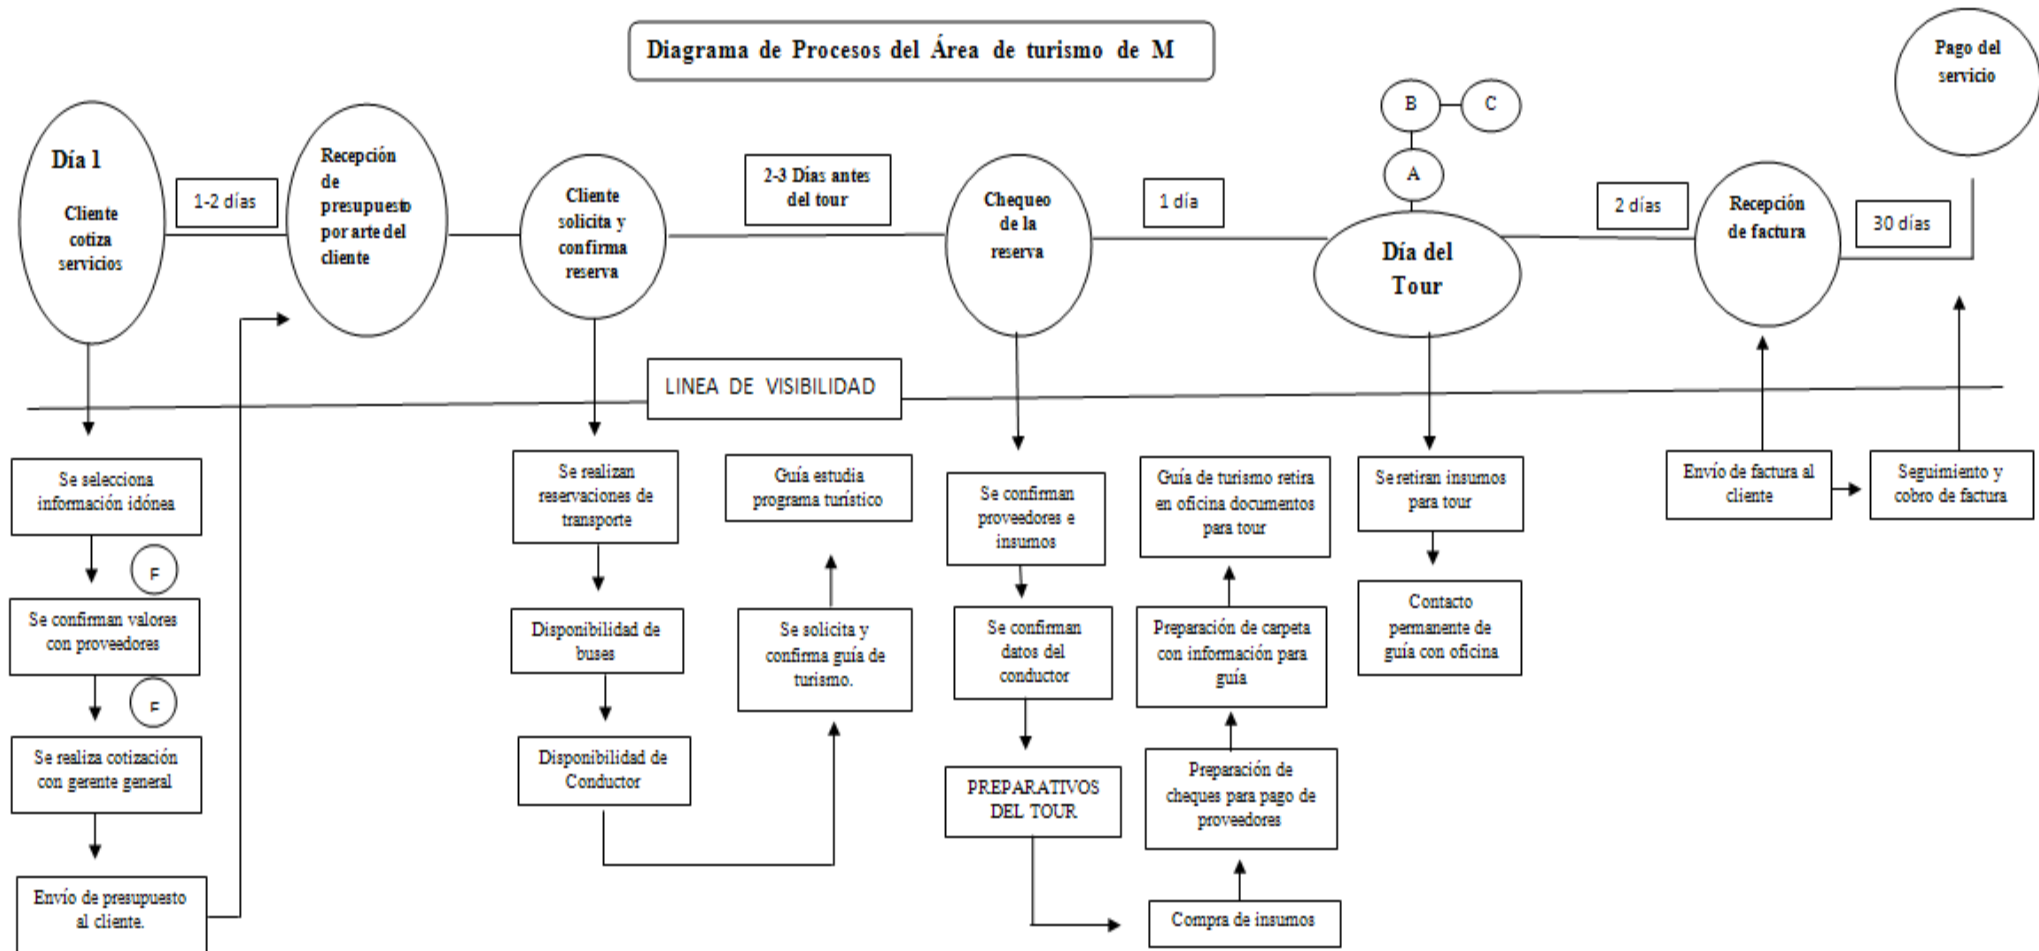 Diagrama de Procesos del Área de turismo de M
Pago del
servicio
B
C
A
Día 1
Cliente
cotiza
servicios
1-2 días
Recepción
de
presupuesto
por arte del
cliente
Cliente
solicita y
confirma
reserva
2-3 Días antes
del tour
Chequeo
de la
reserva
1 día
Día del
Tour
2 días
Recepción
de factura
30 días
LINEA DE VISIBILIDAD
Se selecciona
información idónea
F
Se confirman valores
con proveedores
F
Se realiza cotización
con gerente general
Envío de presupuesto
al cliente.
Se realizan
reservaciones de
transporte
Disponibilidad de
buses
Disponibilidad de
Conductor
Guía estudia
programa turístico
Se solicita y
confirma guía de
turismo.
Se confirman
proveedores e
insumos
Se confirman
datos del
conductor
PREPARATIVOS
DEL TOUR
Guía de turismo retira
en oficina documentos
para tour
Preparación de carpeta
con información para
guía
Preparación de
cheques para pago de
proveedores
Compra de insumos
Se retiran insumos
para tour
Contacto
permanente de
guía con oficina
Envío de factura al
cliente
Seguimiento y
cobro de factura